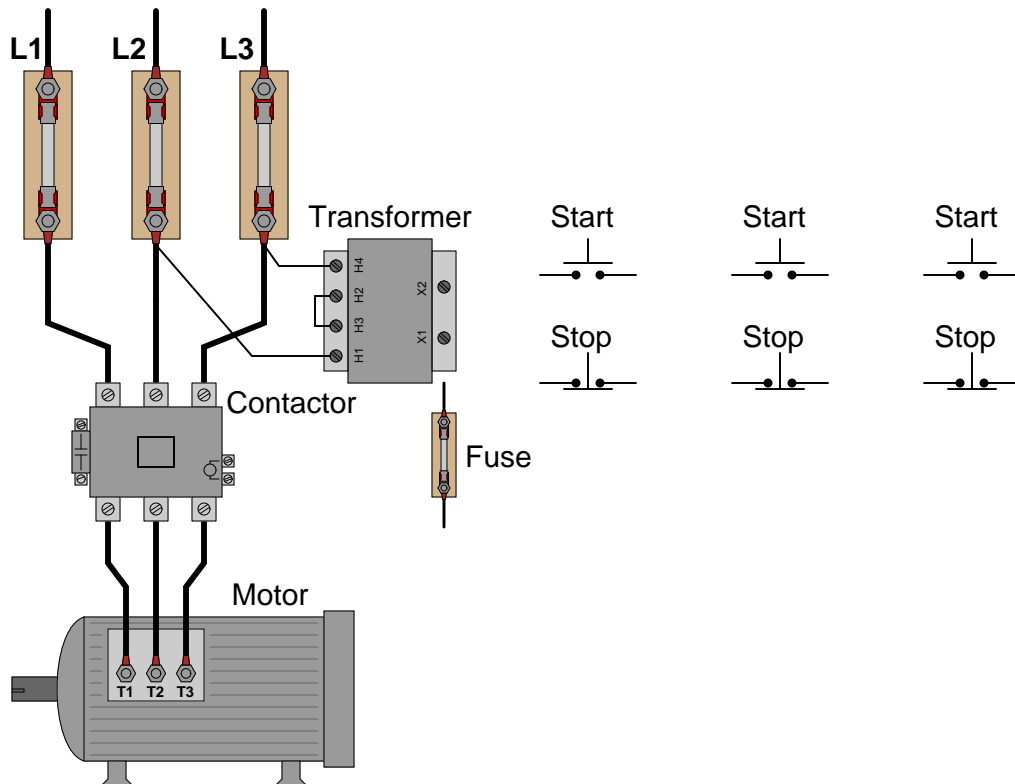 L1 L2 L3
Transformer
Start Start Start
H4
H2
H3
H1
X2
X1
Stop Stop Stop
Contactor
Fuse
Motor
T1 T2 T3